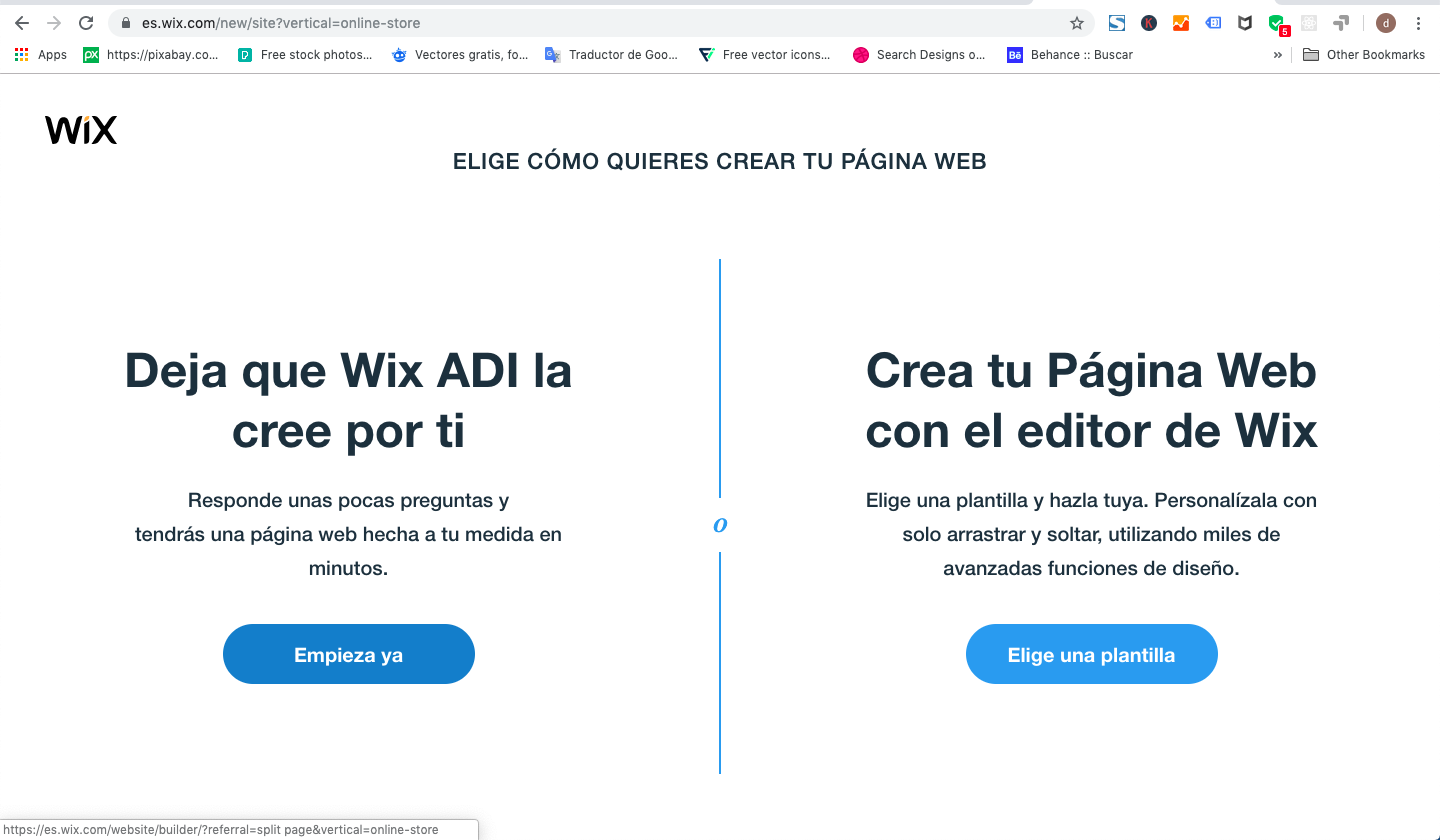 es.wix.com/new/site?vertical=online-store
5
d
Apps
px
https://pixabay.co...
Free stock photos...
Vectores gratis, fo...
Traductor de Goo...
Free vector icons...
Search Designs o...
Bē
Behance :: Buscar
»
Other Bookmarks
WiX
ELIGE CÓMO QUIERES CREAR TU PÁGINA WEB
Deja que Wix ADI la
cree por ti
Responde unas pocas preguntas y
tendrás una página web hecha a tu medida en
minutos.
Empieza ya
o
Crea tu Página Web
con el editor de Wix
Elige una plantilla y hazla tuya. Personalízala con
solo arrastrar y soltar, utilizando miles de
avanzadas funciones de diseño.
Elige una plantilla
https://es.wix.com/website/builder/?referral=split page&vertical=online-store